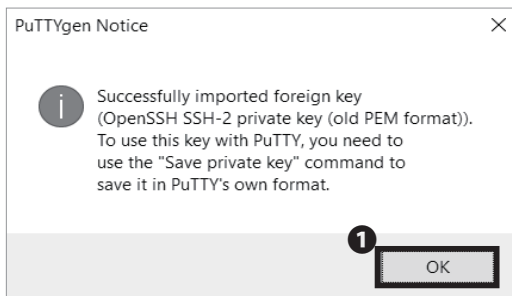 PuTTYgen Notice
Successfully imported foreign key
(OpenSSH SSH-2 private key (old PEM format)).
To use this key with PuTTY, you need to
use the "Save private key" command to
save it in PuTTY's own format.
1
OK